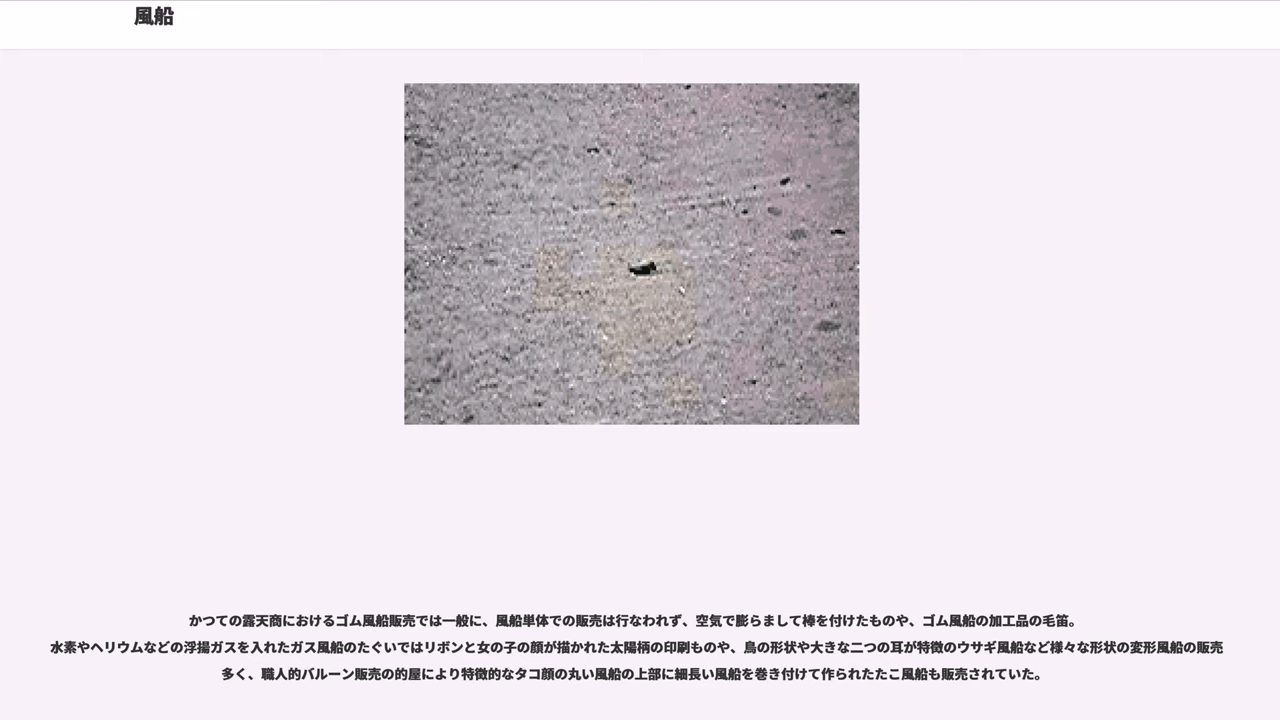 風船
かつての露天商におけるゴム風船販売では一般に、風船単体での販売は行なわれず、空気で膨らまして棒を付けたものや、ゴム風船の加工品の毛笛。
水素やヘリウムなどの浮揚ガスを入れたガス風船のたぐいではリボンと女の子の顔が描かれた太陽柄の印刷ものや、鳥の形状や大きな二つの耳が特徴のウサギ風船など様々な形状の変形風船の販売
多く、職人的バルーン販売の的屋により特徴的なタコ顔の丸い風船の上部に細長い風船を巻き付けて作られたたこ風船も販売されていた。